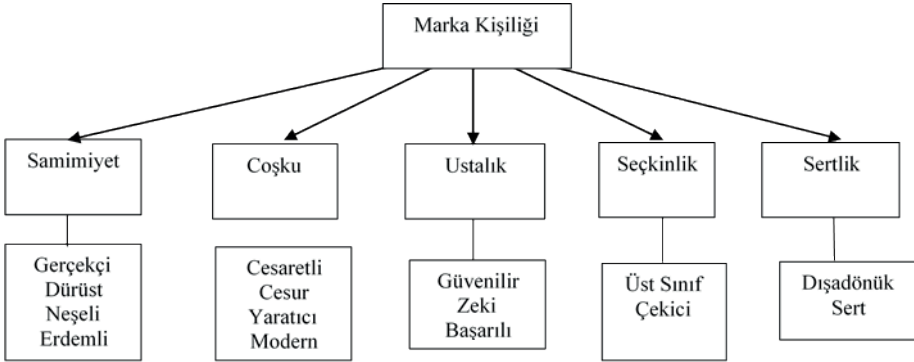 Marka Kişiliği
Samimiyet
Coşku
Ustalık
Seçkinlik
Sertlik
Gerçekçi
Dürüst
Neşeli
Erdemli
Cesaretli
Cesur
Yaratıcı
Modern
Güvenilir
Zeki
Başarılı
Üst Sınıf
Çekici
Dışadönük
Sert